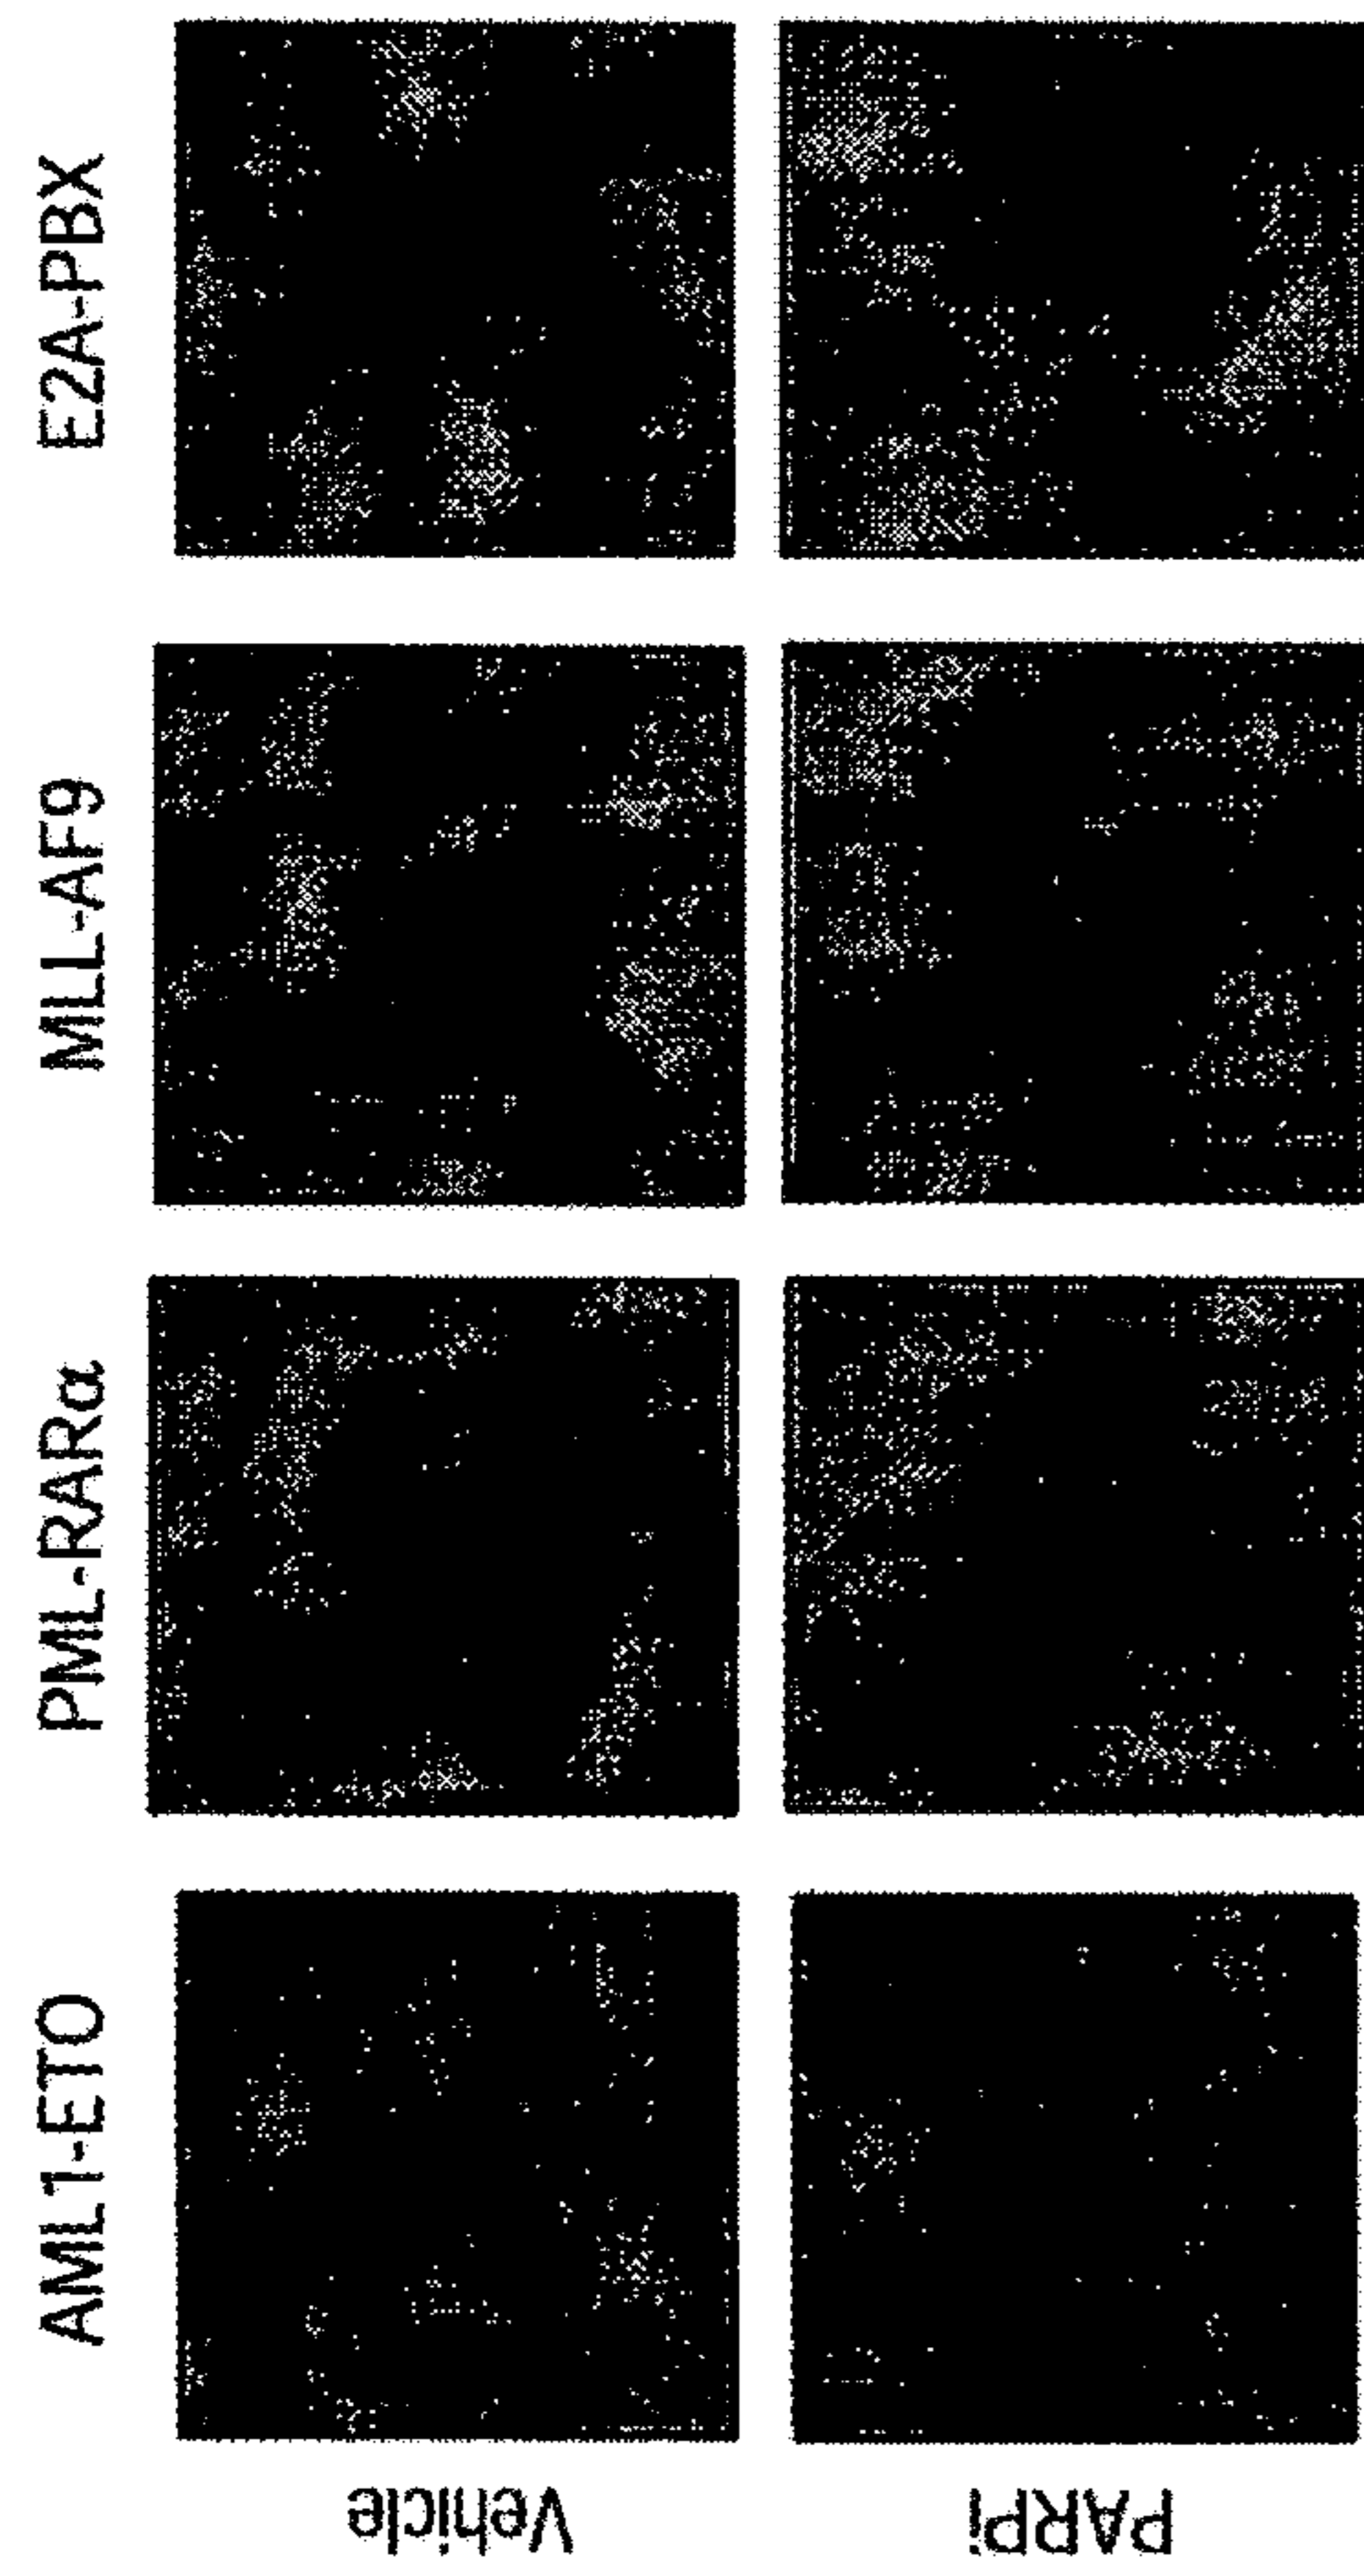 AML1-ETO
PML-RARα
MLL-AF9
E2A-PBX
Vehicle
PARPi